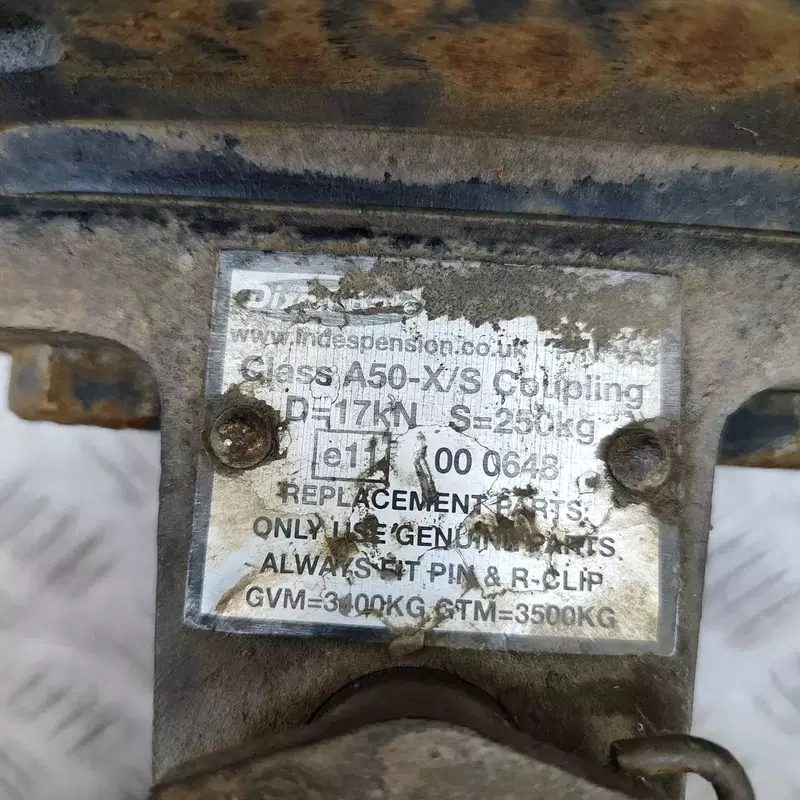 www.indespension.co.uk
Class A50-X/S Coupling
D=17kN S=250kg
e11 00 0648
REPLACEMENT PARTS:
ONLY USE GENUINE PARTS
ALWAYS FIT PIN & R-CLIP
GVM=3400KG GTM=3500KG